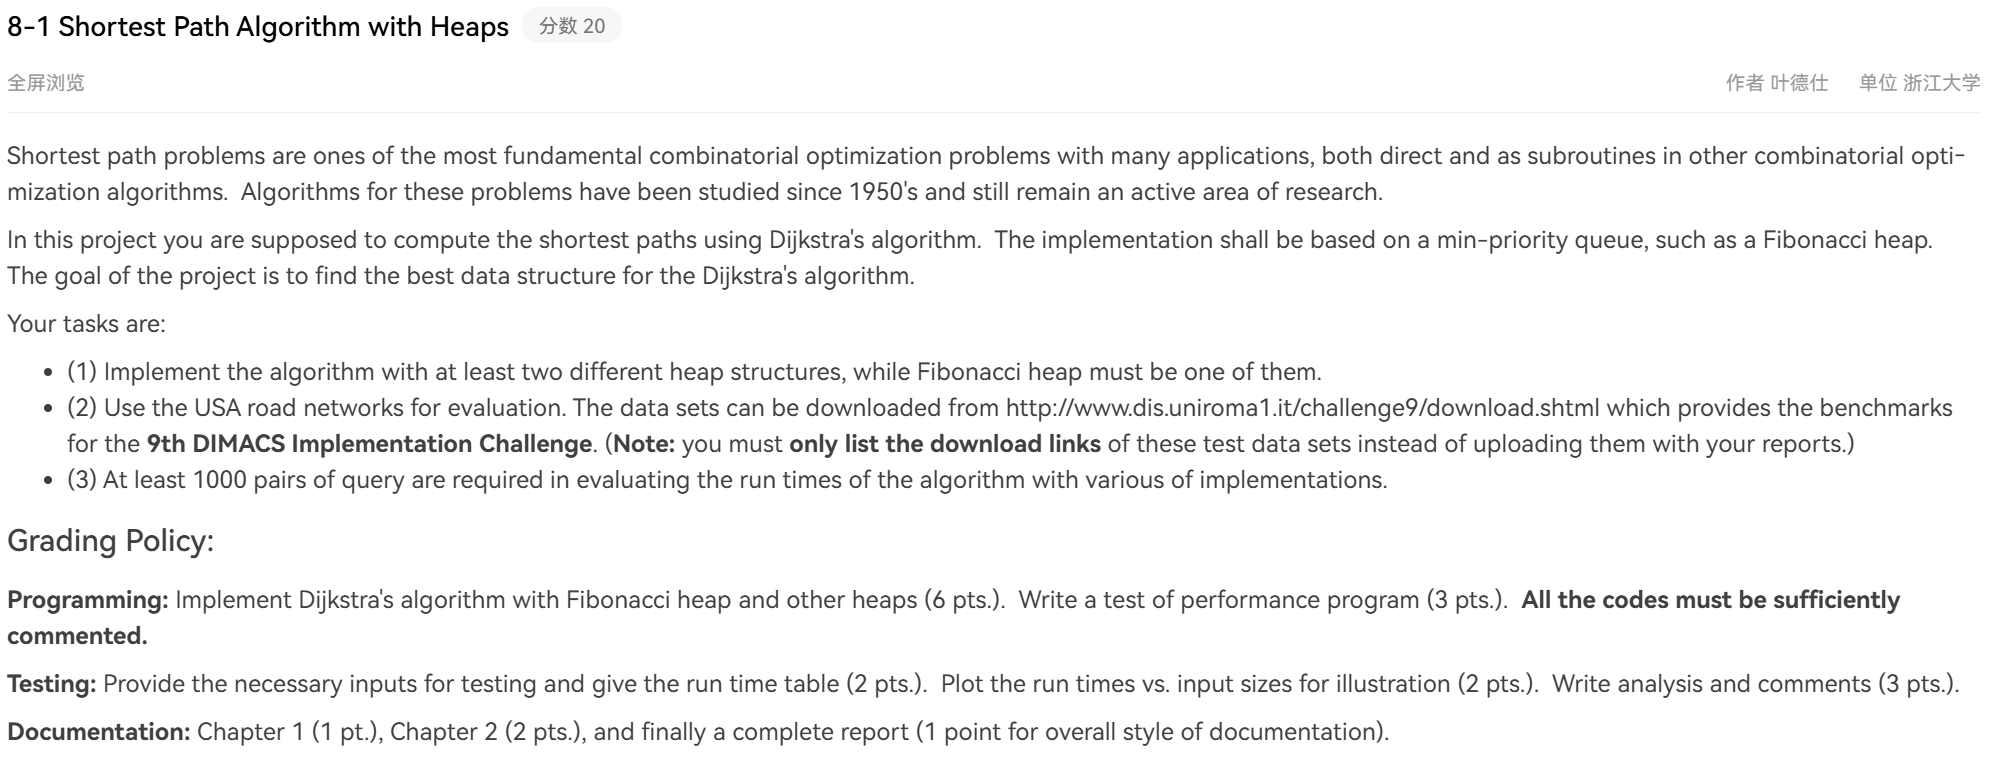 8-1 Shortest Path Algorithm with Heaps 分数 20
全屏浏览 作者 叶德仕 单位 浙江大学
Shortest path problems are ones of the most fundamental combinatorial optimization problems with many applications, both direct and as subroutines in other combinatorial opti-
mization algorithms. Algorithms for these problems have been studied since 1950's and still remain an active area of research.
In this project you are supposed to compute the shortest paths using Dijkstra's algorithm. The implementation shall be based on a min-priority queue, such as a Fibonacci heap.
The goal of the project is to find the best data structure for the Dijkstra's algorithm.
Your tasks are:
• (1) Implement the algorithm with at least two different heap structures, while Fibonacci heap must be one of them.
• (2) Use the USA road networks for evaluation. The data sets can be downloaded from http://www.dis.uniroma1.it/challenge9/download.shtml which provides the benchmarks
for the 9th DIMACS Implementation Challenge. (Note: you must only list the download links of these test data sets instead of uploading them with your reports.)
• (3) At least 1000 pairs of query are required in evaluating the run times of the algorithm with various of implementations.
Grading Policy:
Programming: Implement Dijkstra's algorithm with Fibonacci heap and other heaps (6 pts.). Write a test of performance program (3 pts.). All the codes must be sufficiently
commented.
Testing: Provide the necessary inputs for testing and give the run time table (2 pts.). Plot the run times vs. input sizes for illustration (2 pts.). Write analysis and comments (3 pts.).
Documentation: Chapter 1 (1 pt.), Chapter 2 (2 pts.), and finally a complete report (1 point for overall style of documentation).